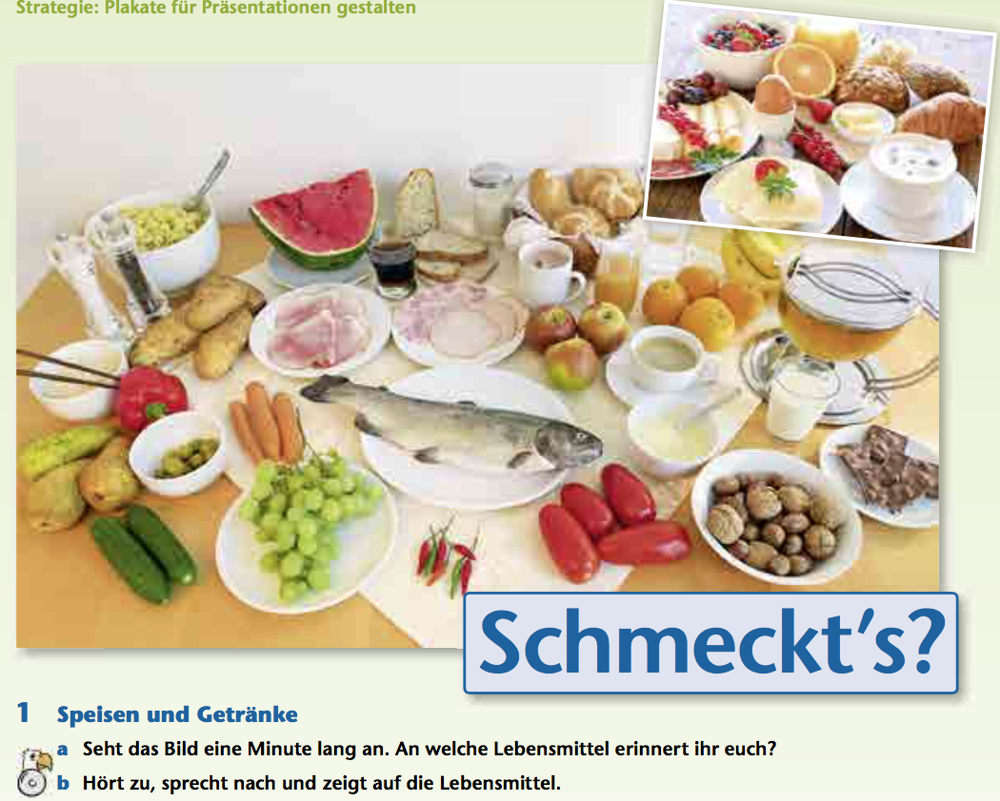 Strategie: Plakate für Präsentationen gestalten
Schmeckt's?
1 Speisen und Getränke
a Seht das Bild eine Minute lang an. An welche Lebensmittel erinnert ihr euch?
b Hört zu, sprecht nach und zeigt auf die Lebensmittel.